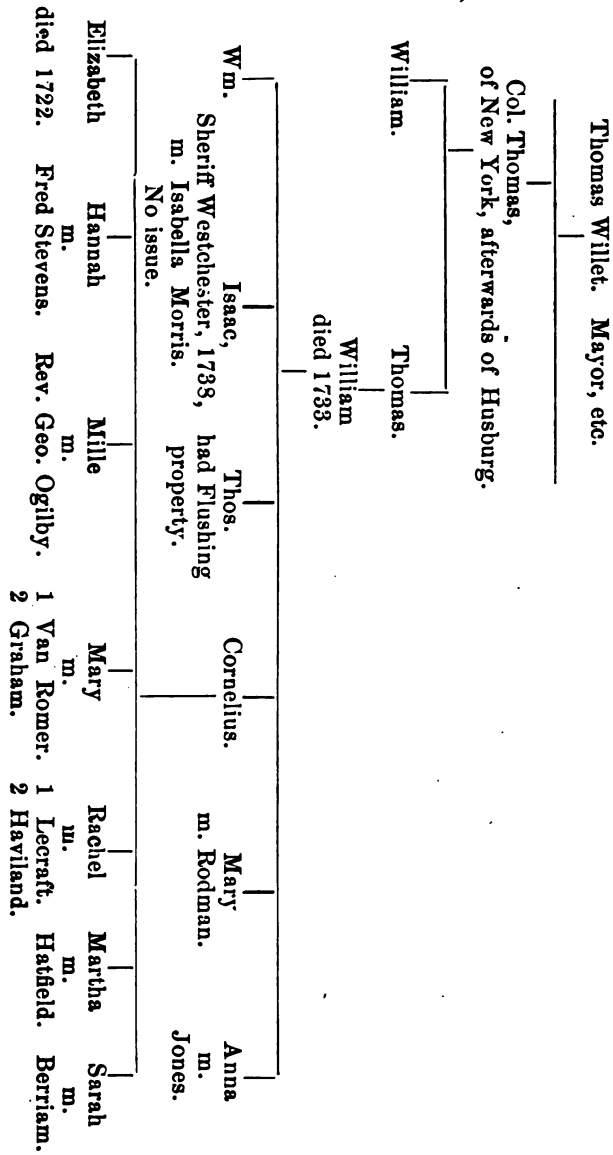 Thomas Willet. Mayor, etc.
Col. Thomas,
of New York, afterwards of Husburg.
William. Thomas.
William
died 1733.
Wm. Isaac, Thos. Cornelius. Mary Anna
Sheriff Westchester, 1738, had Flushing m. Rodman. m.
m. Isabella Morris. property. Jones.
No issue.
Elizabeth Hannah Mille Mary Rachel Martha Sarah
m. m. m. m. m. m.
died 1722. Fred Stevens. Rev. Geo. Ogilby. 1 Van Romer. 1 Lecraft. Hatfield. Berriam.
2 Graham. 2 Haviland.